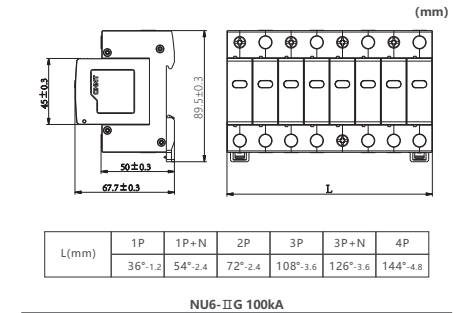 (mm)
CHNT
45±0.3
89.5±0.3
50±0.3
67.7±0.3
L
L(mm) 1P 1P+N 2P 3P 3P+N 4P
36°-1.2 54°-2.4 72°-2.4 108°-3.6 126°-3.6 144°-4.8
NU6-ⅡG 100kA